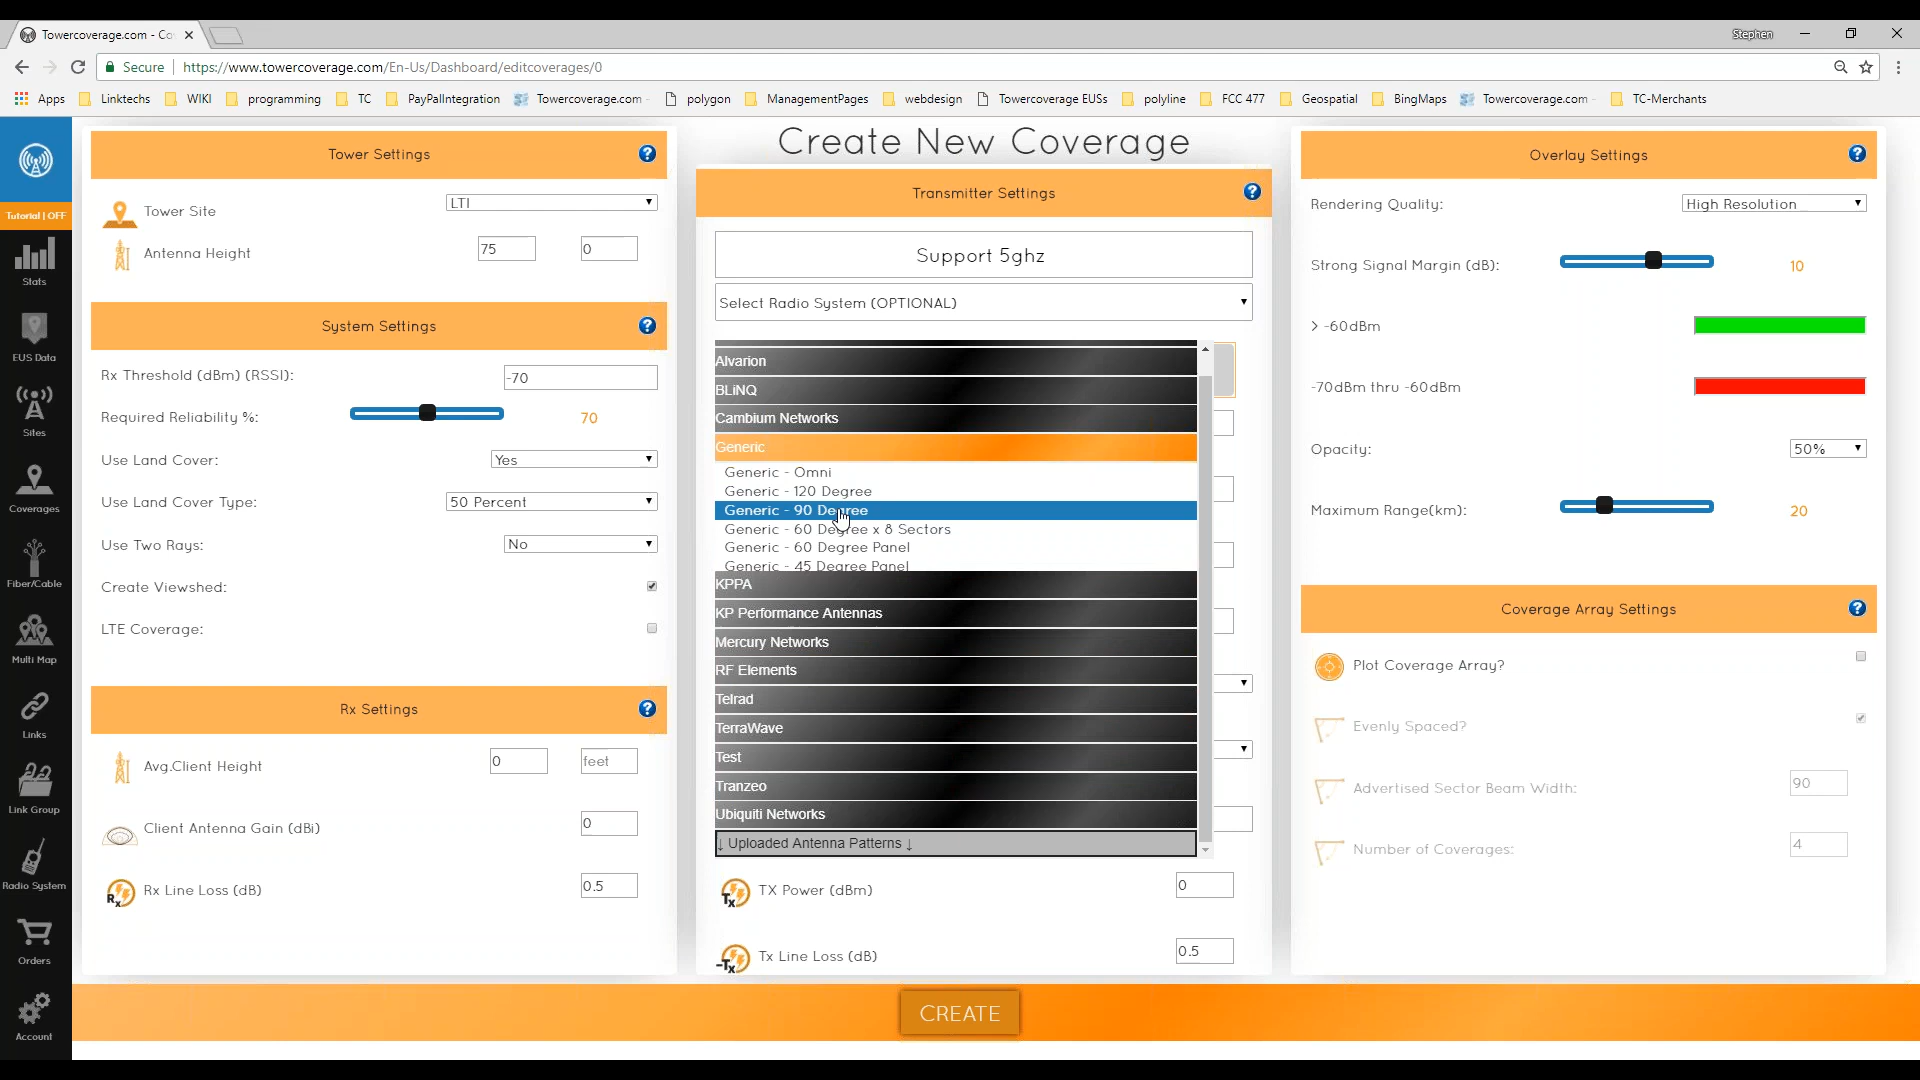 Towercoverage.com - Co
Stephen
Secure
https://www.towercoverage.com/En-Us/Dashboard/editcoverages/0
Apps
Linktechs
WIKI
programming
TC
PayPalIntegration
Towercoverage.com -
polygon
ManagementPages
webdesign
Towercoverage EUSs
polyline
FCC 477
Geospatial
BingMaps
Towercoverage.com -
TC-Merchants
Tutorial | OFF
Stats
EUS Data
Sites
Coverages
Fiber/Cable
Multi Map
Links
Link Group
Radio System
Orders
Account
Tower Settings
?
Tower Site
LTI
Antenna Height
75
0
System Settings
?
Rx Threshold (dBm) (RSSI):
-70
Required Reliability %:
70
Use Land Cover:
Yes
Use Land Cover Type:
50 Percent
Use Two Rays:
No
Create Viewshed:
LTE Coverage:
Rx Settings
?
Avg.Client Height
0
feet
Client Antenna Gain (dBi)
0
Rx
Rx Line Loss (dB)
0.5
Create New Coverage
Transmitter Settings
?
Support 5ghz
Select Radio System (OPTIONAL)
Alvarion
BLiNQ
Cambium Networks
Generic
Generic - Omni
Generic - 120 Degree
Generic - 90 Degree
Generic - 60 Degree x 8 Sectors
Generic - 60 Degree Panel
Generic - 45 Degree Panel
KPPA
KP Performance Antennas
Mercury Networks
RF Elements
Telrad
TerraWave
Test
Tranzeo
Ubiquiti Networks
↓ Uploaded Antenna Patterns ↓
Tx
TX Power (dBm)
0
-Tx
Tx Line Loss (dB)
0.5
Overlay Settings
?
Rendering Quality:
High Resolution
Strong Signal Margin (dB):
10
> -60dBm
-70dBm thru -60dBm
Opacity:
50%
Maximum Range(km):
20
Coverage Array Settings
?
Plot Coverage Array?
Evenly Spaced?
Advertised Sector Beam Width:
90
Number of Coverages:
4
CREATE